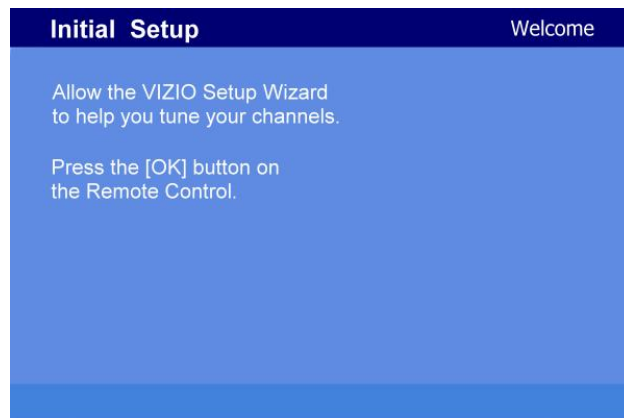 Initial Setup
Welcome
Allow the VIZIO Setup Wizard
to help you tune your channels.
Press the [OK] button on
the Remote Control.